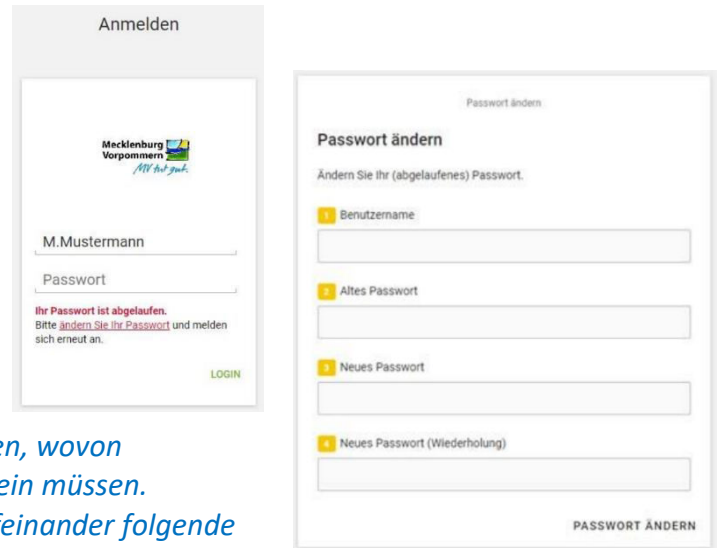 Anmelden
Mecklenburg
Vorpommern
MV tut gut.
M.Mustermann
Passwort
Ihr Passwort ist abgelaufen.
Bitte ändern Sie Ihr Passwort und melden
sich erneut an.
LOGIN
en, wovon
ein müssen.
feinander folgende
Passwort ändern
Passwort ändern
Ändern Sie Ihr (abgelaufenes) Passwort.
1 Benutzername
2 Altes Passwort
3 Neues Passwort
4 Neues Passwort (Wiederholung)
PASSWORT ÄNDERN